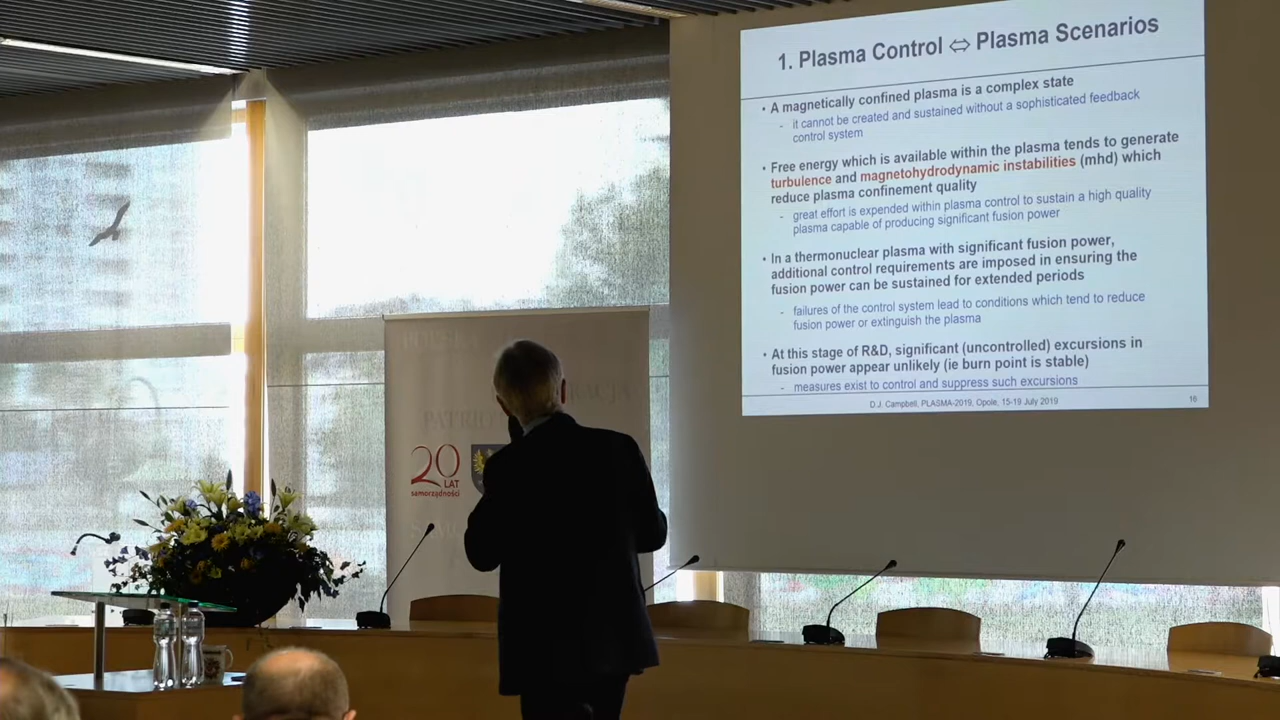 1. Plasma Control ⇔ Plasma Scenarios
• A magnetically confined plasma is a complex state
- it cannot be created and sustained without a sophisticated feedback
control system
• Free energy which is available within the plasma tends to generate
turbulence and magnetohydrodynamic instabilities (mhd) which
reduce plasma confinement quality
- great effort is expended within plasma control to sustain a high quality
plasma capable of producing significant fusion power
• In a thermonuclear plasma with significant fusion power,
additional control requirements are imposed in ensuring the
fusion power can be sustained for extended periods
- failures of the control system lead to conditions which tend to reduce
fusion power or extinguish the plasma
• At this stage of R&D, significant (uncontrolled) excursions in
fusion power appear unlikely (ie burn point is stable)
- measures exist to control and suppress such excursions
D.J. Campbell, PLASMA-2019, Opole, 15-19 July 2019
16
20
LAT
samorządności